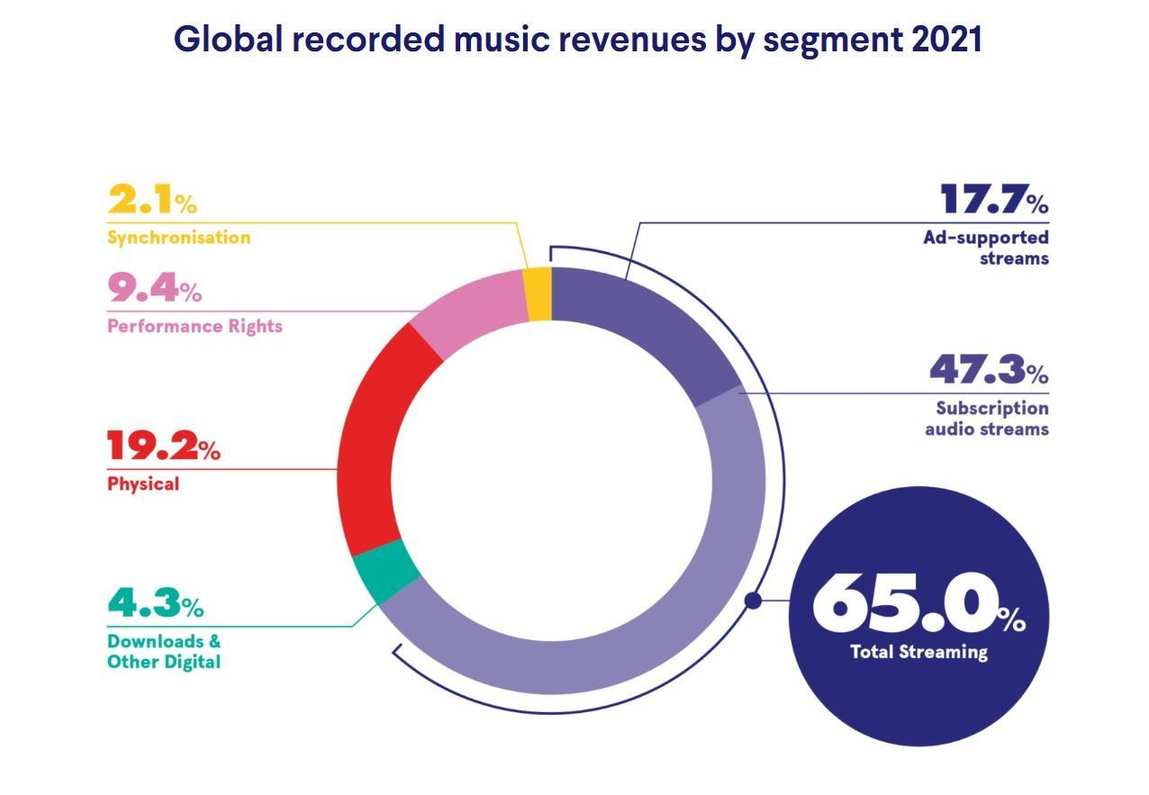 Global recorded music revenues by segment 2021
2.1%
Synchronisation
9.4%
Performance Rights
19.2%
Physical
4.3%
Downloads &
Other Digital
17.7%
Ad-supported
streams
47.3%
Subscription
audio streams
65.0%
Total Streaming